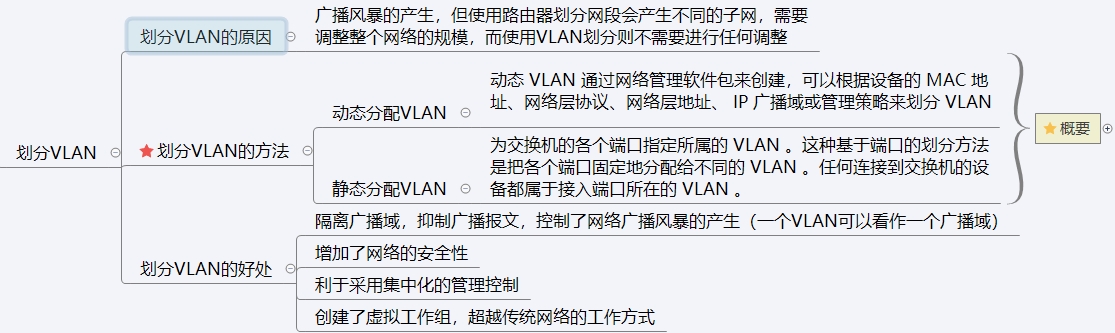 划分VLAN
划分VLAN的原因
广播风暴的产生，但使用路由器划分网段会产生不同的子网，需要
调整整个网络的规模，而使用VLAN划分则不需要进行任何调整
划分VLAN的方法
动态分配VLAN
动态 VLAN 通过网络管理软件包来创建，可以根据设备的 MAC 地
址、网络层协议、网络层地址、 IP 广播域或管理策略来划分 VLAN
静态分配VLAN
为交换机的各个端口指定所属的 VLAN 。这种基于端口的划分方法
是把各个端口固定地分配给不同的 VLAN 。任何连接到交换机的设
备都属于接入端口所在的 VLAN 。
概要
划分VLAN的好处
隔离广播域，抑制广播报文，控制了网络广播风暴的产生（一个VLAN可以看作一个广播域）
增加了网络的安全性
利于采用集中化的管理控制
创建了虚拟工作组，超越传统网络的工作方式